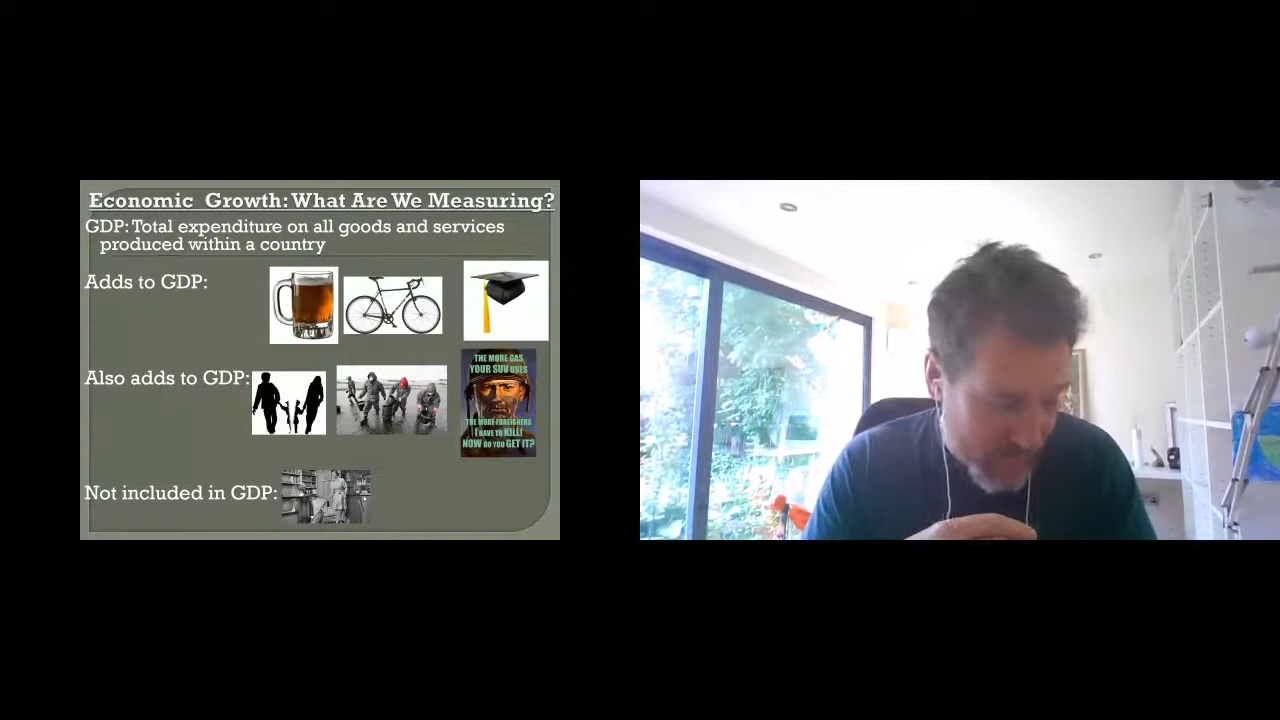 Economic Growth: What Are We Measuring?
GDP: Total expenditure on all goods and services
produced within a country
Adds to GDP:
Also adds to GDP:
THE MORE GAS
YOUR SUV USES
THE MORE FOREIGNERS
I HAVE TO KILL!
NOW DO YOU GET IT?
Not included in GDP: